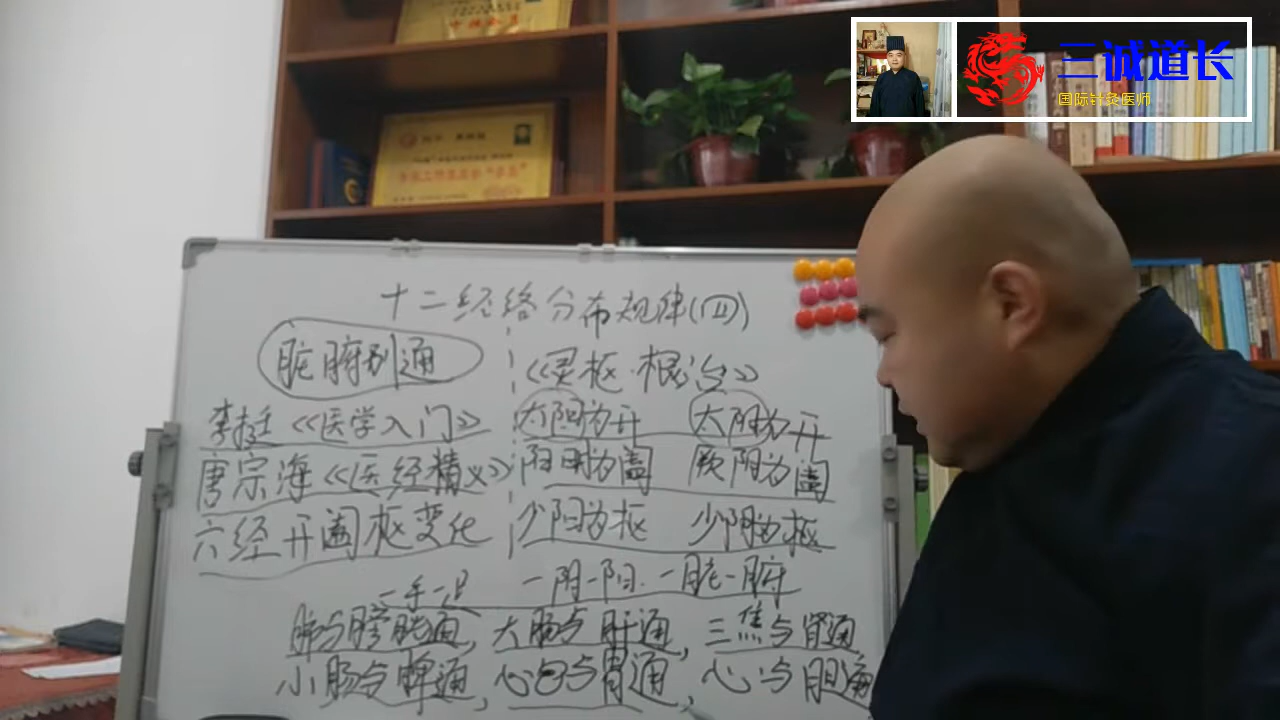 三诚道长
国际针灸医师
十二经络分布规律(四)
脏腑别通
《灵枢·根结》
李梴《医学入门》
太阳为开 太阴为开
唐宗海《医经精义》
阳明为阖 厥阴为阖
六经开阖枢变化
少阳为枢 少阴为枢
一手一足 一阴一阳·一脏一腑
肺与膀胱通,大肠与肝通,三焦与肾通,
小肠与脾通,心包与胃通,心与胆通